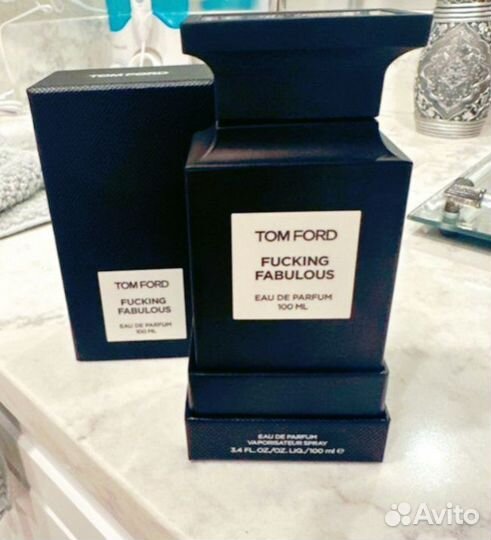 TOM FORD
TOM FORD
FUCKING
FABULOUS
EAU DE PARFUM
100 ML
TOM FORD
FUCKING
FABULOUS
EAU DE PARFUM
100 ML
EAU DE PARFUM
VAPORISATEUR SPRAY
3.4 FL.OZ./OZ. LIQ./100 ml ℮
Avito